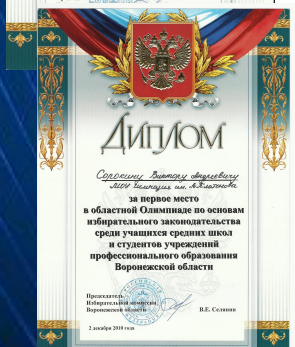 ДИПЛОМ
Сорокину Виктору Андреевичу
МОУ гимназия им. А.Платонова
за первое место
в областной Олимпиаде по основам
избирательного законодательства
среди учащихся средних школ
и студентов учреждений
профессионального образования
Воронежской области
Председатель
Избирательной комиссии
Воронежской области
В.Е. Селянин
2 декабря 2010 года